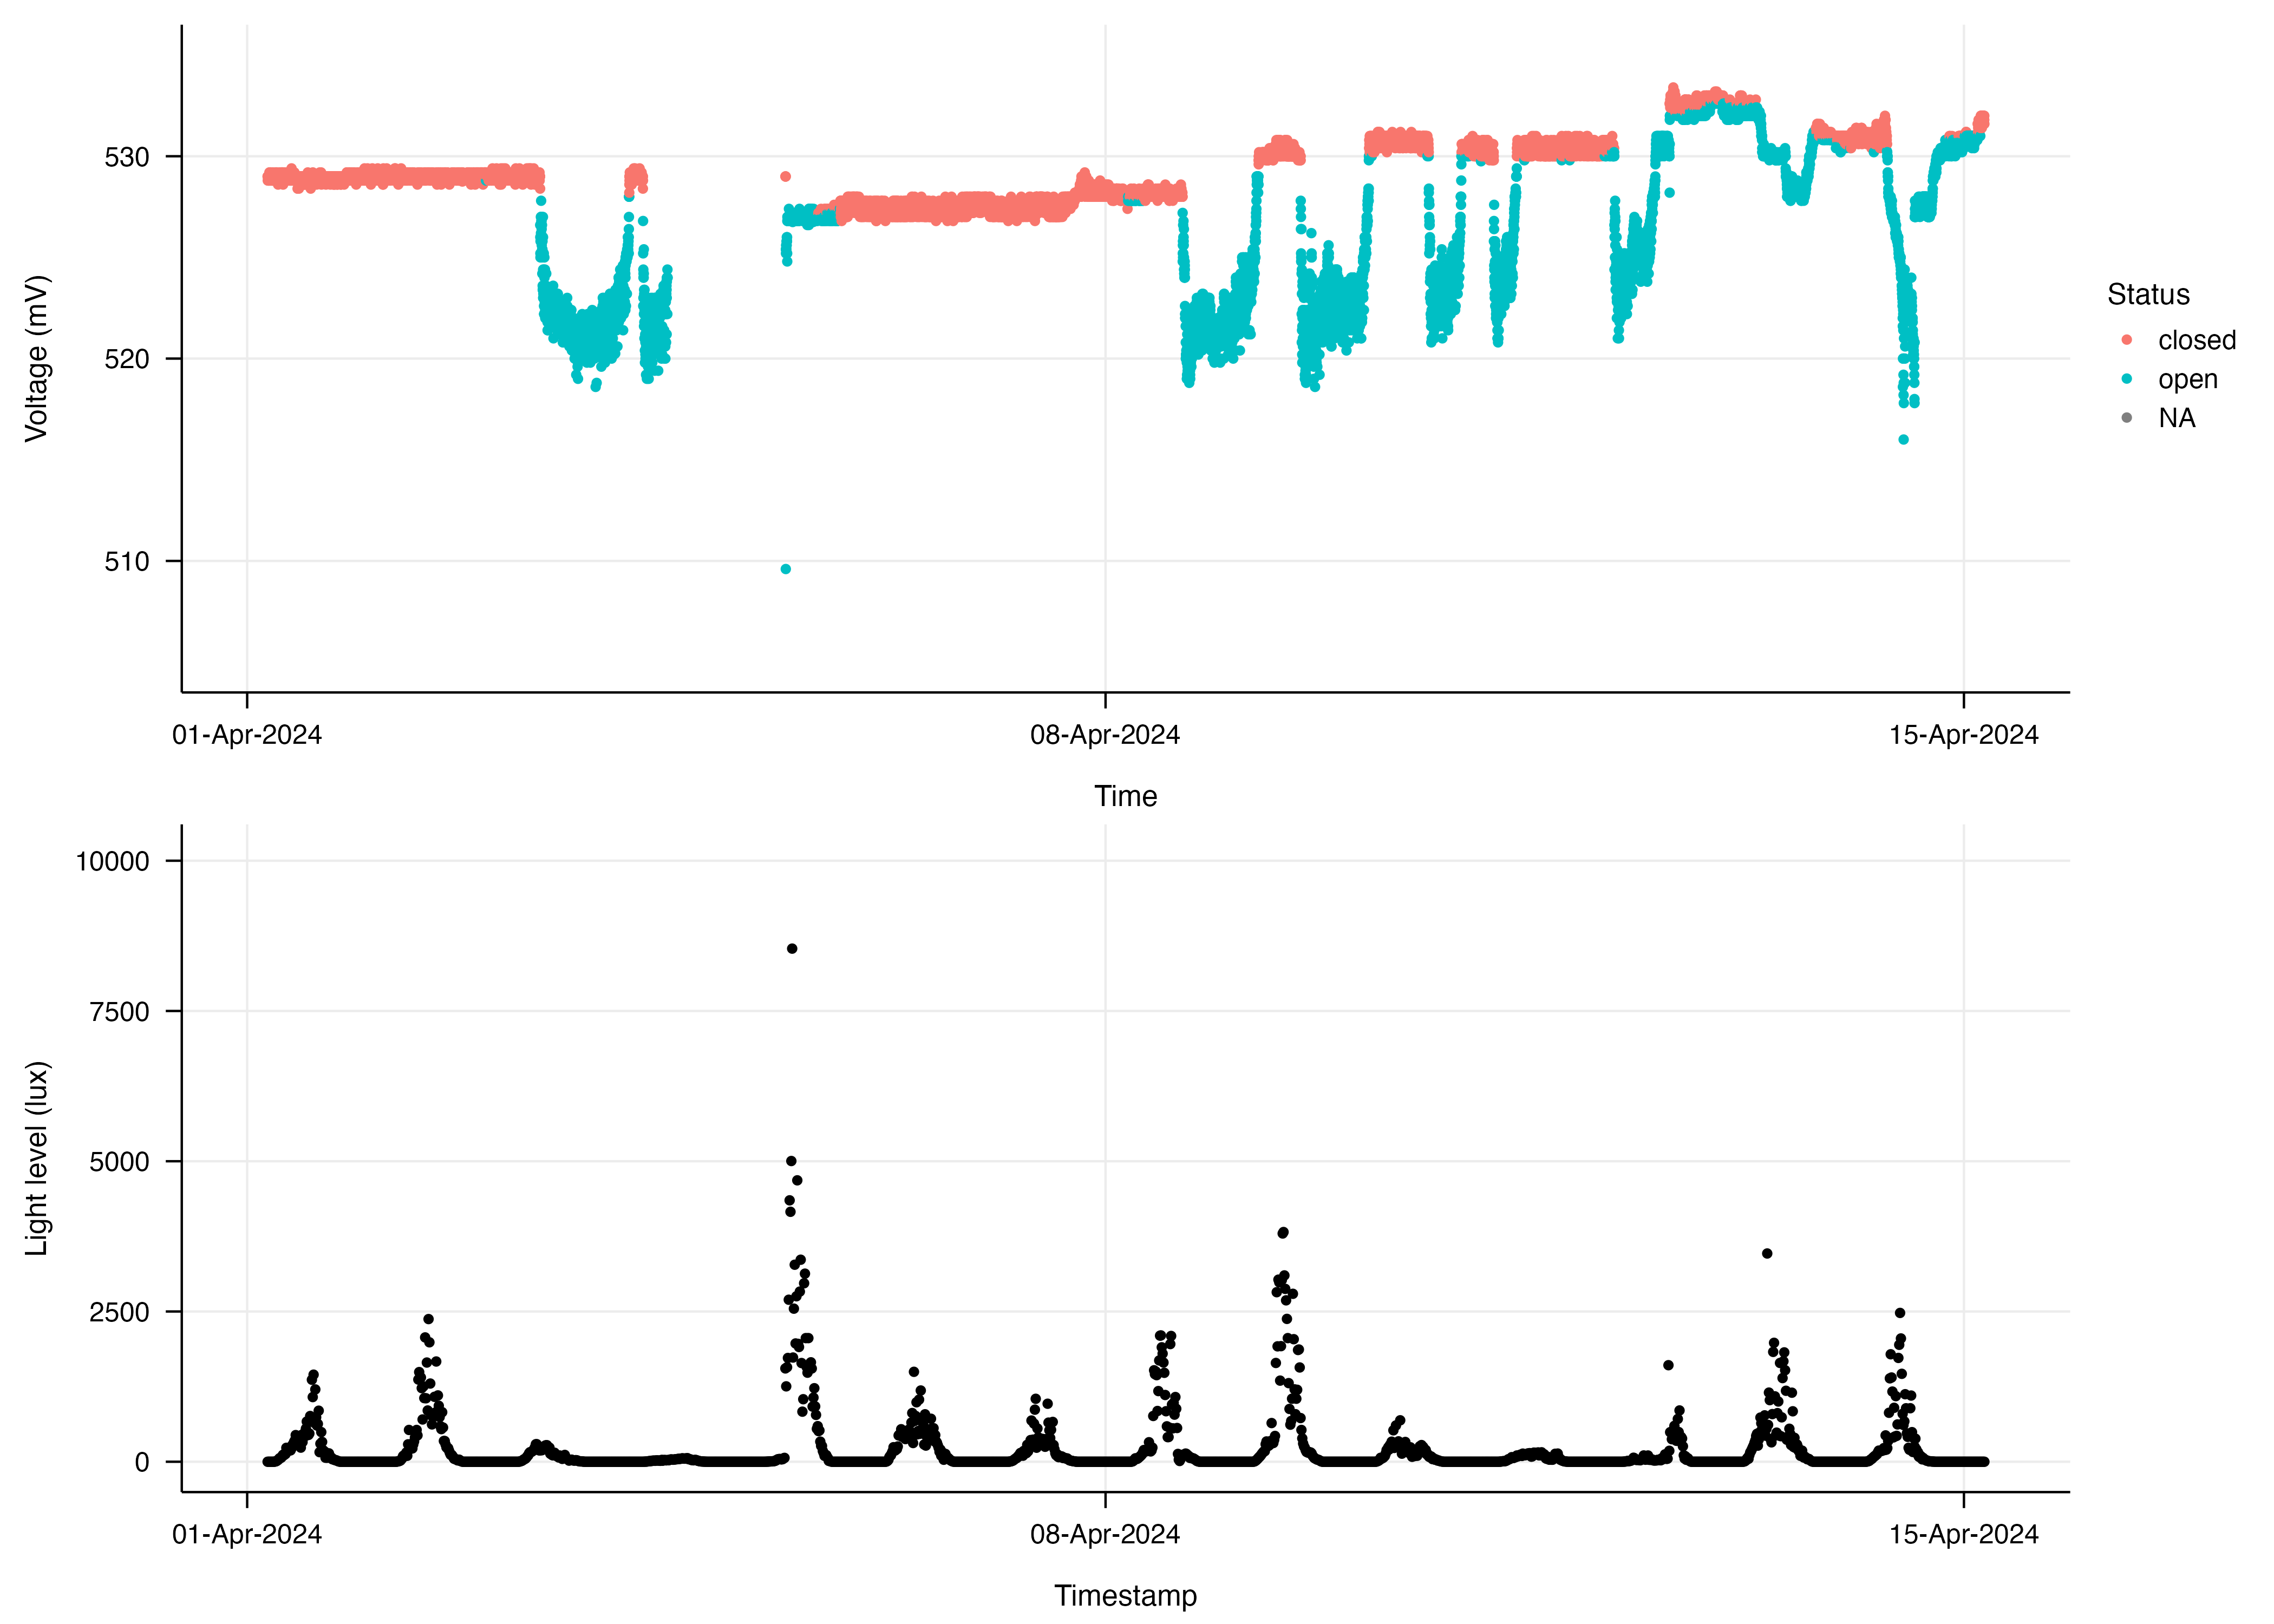 530
520
510
Voltage (mV)
01-Apr-2024 08-Apr-2024 15-Apr-2024
Time
Status
closed
open
NA
10000
7500
5000
2500
0
Light level (lux)
01-Apr-2024 08-Apr-2024 15-Apr-2024
Timestamp